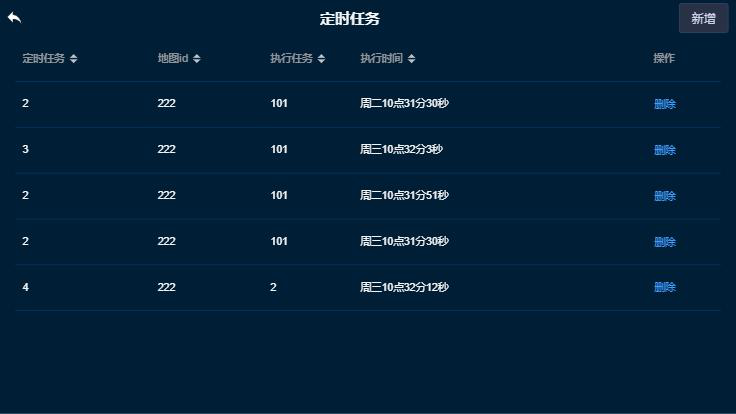 定时任务 新增
定时任务 地图id 执行任务 执行时间 操作
2 222 101 周二10点31分30秒 删除
3 222 101 周三10点32分3秒 删除
2 222 101 周二10点31分51秒 删除
2 222 101 周三10点31分30秒 删除
4 222 2 周三10点32分12秒 删除